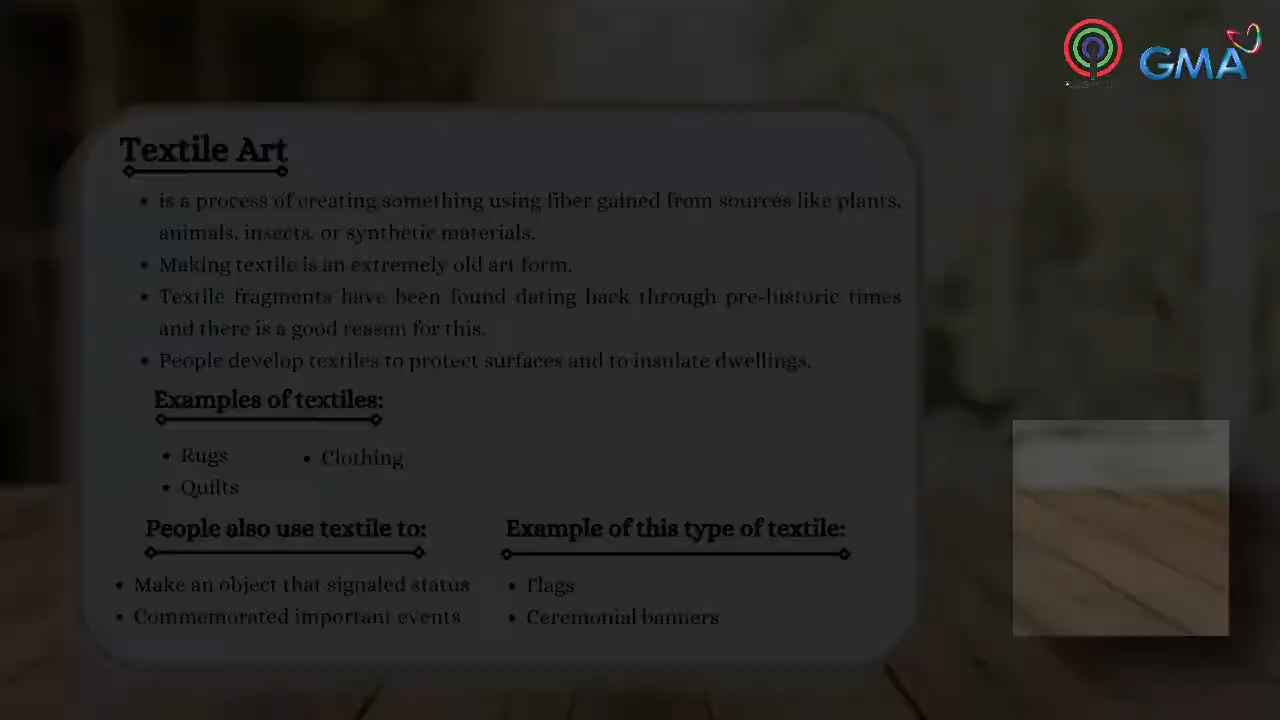 GMA
Textile Art
is a process of creating something using fiber gained from sources like plants,
animals, insects, or synthetic materials.
Making textile is an extremely old art form.
Textile fragments have been found dating back through pre-historic times
and there is a good reason for this.
People develop textiles to protect surfaces and to insulate dwellings.
Examples of textiles:
• Rugs
• Clothing
• Quilts
People also use textile to:
• Make an object that signaled status
• Commemorated important events
Example of this type of textile:
• Flags
• Ceremonial banners